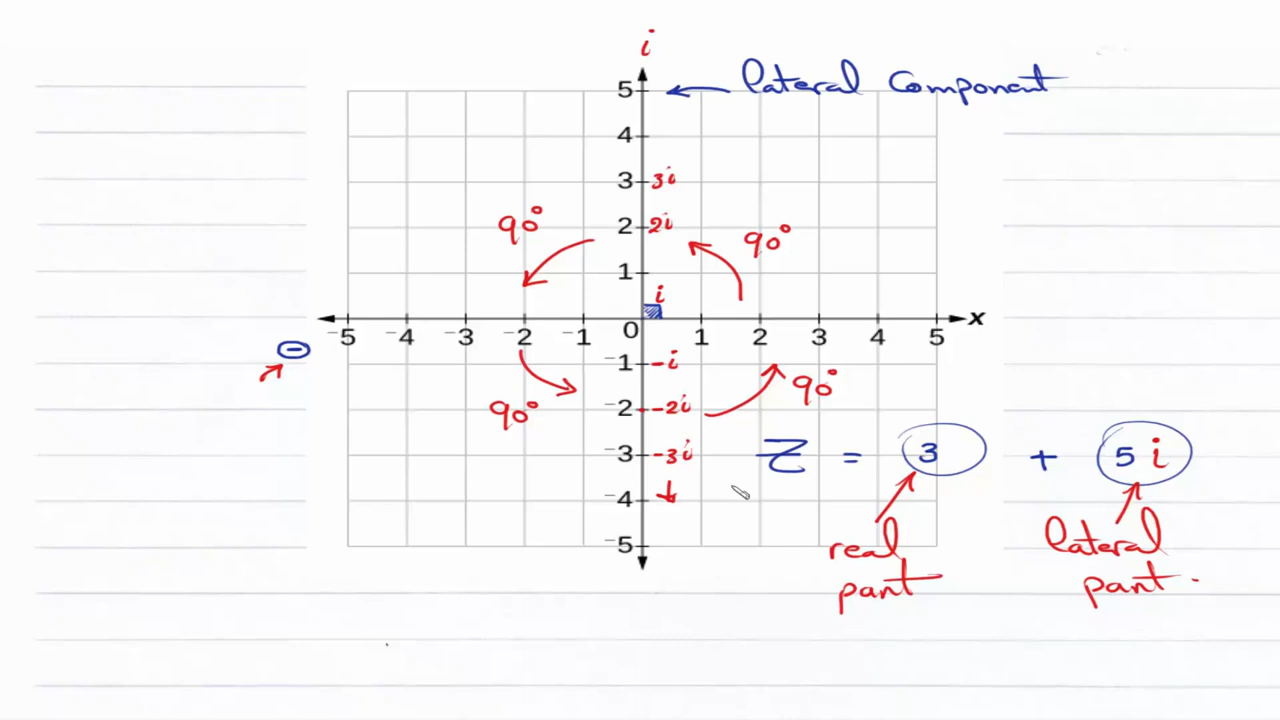 i
5 ← lateral Component
4
3 3i
90° 2 2i 90°
1
i
-5 -4 -3 -2 -1 0 1 2 3 4 5 x
⊖
-1 -i
90° -2 -2i 90°
-3 -3i
Z = 3 + 5i
-4
-5
real part
lateral part